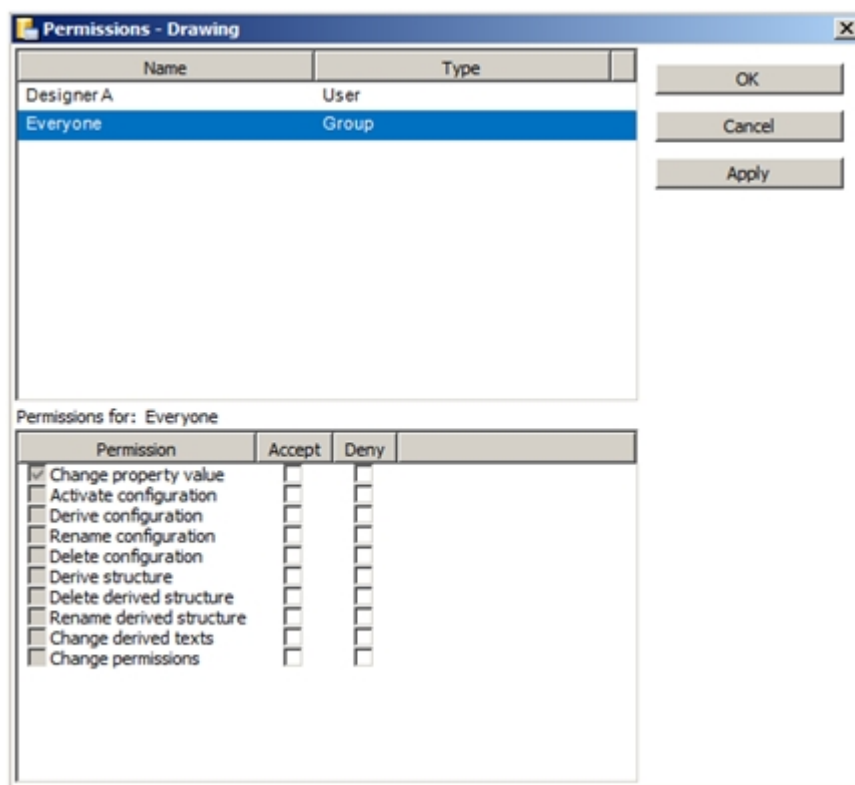 Permissions - Drawing
Name Type
Designer A User
Everyone Group
OK
Cancel
Apply
Permissions for: Everyone
Permission Accept Deny
Change property value
Activate configuration
Derive configuration
Rename configuration
Delete configuration
Derive structure
Delete derived structure
Rename derived structure
Change derived texts
Change permissions